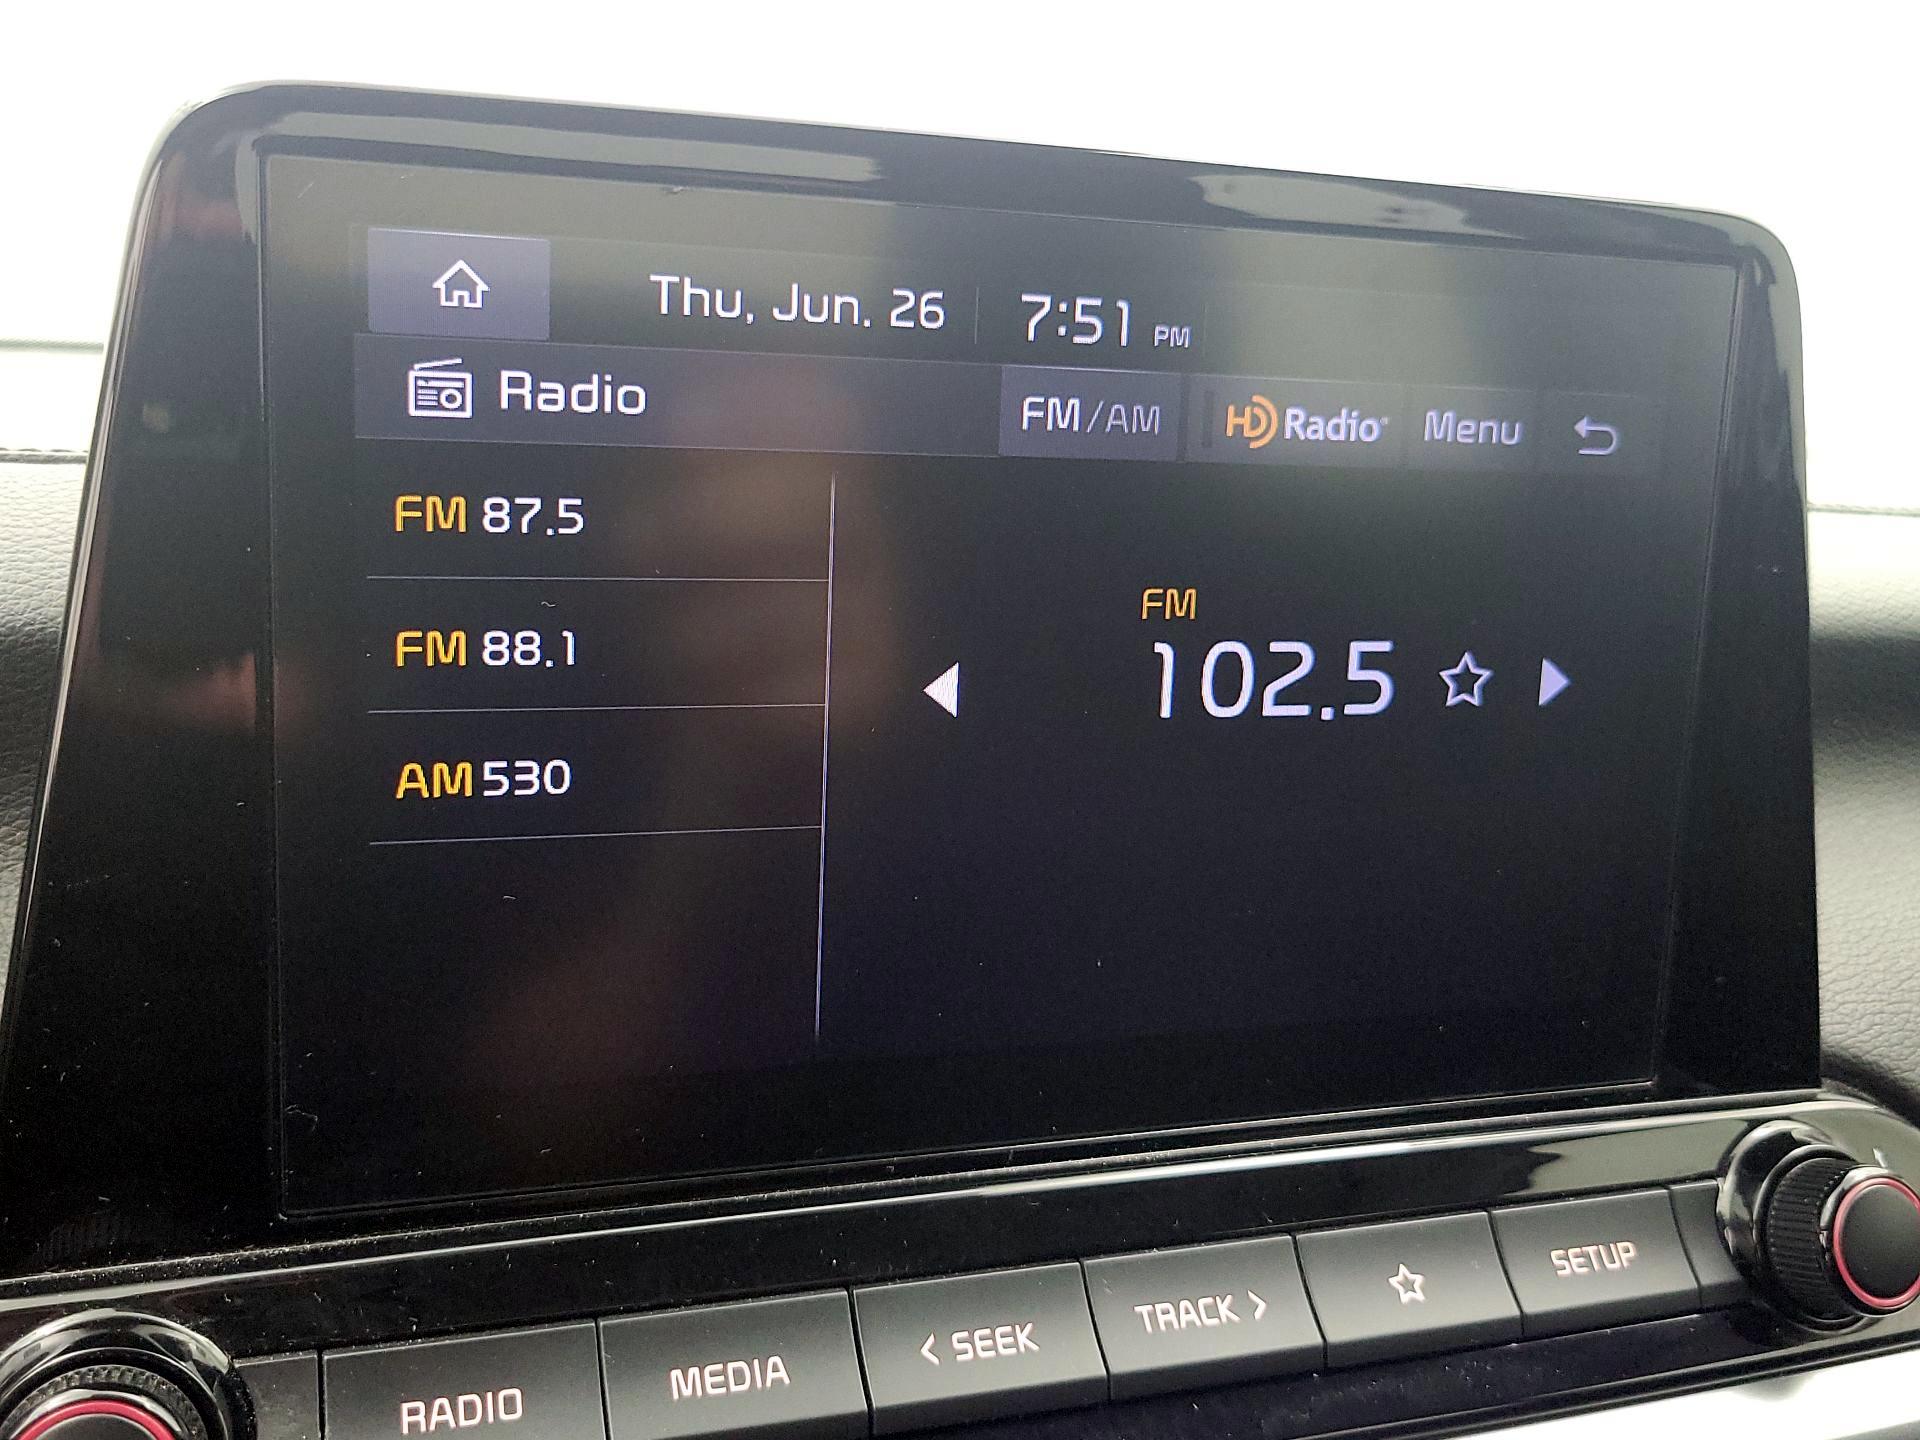 Thu, Jun. 26 7:51 PM
Radio FM/AM HD Radio® Menu
FM 87.5
FM 88.1
AM 530
FM
102.5
RADIO MEDIA < SEEK TRACK > SETUP